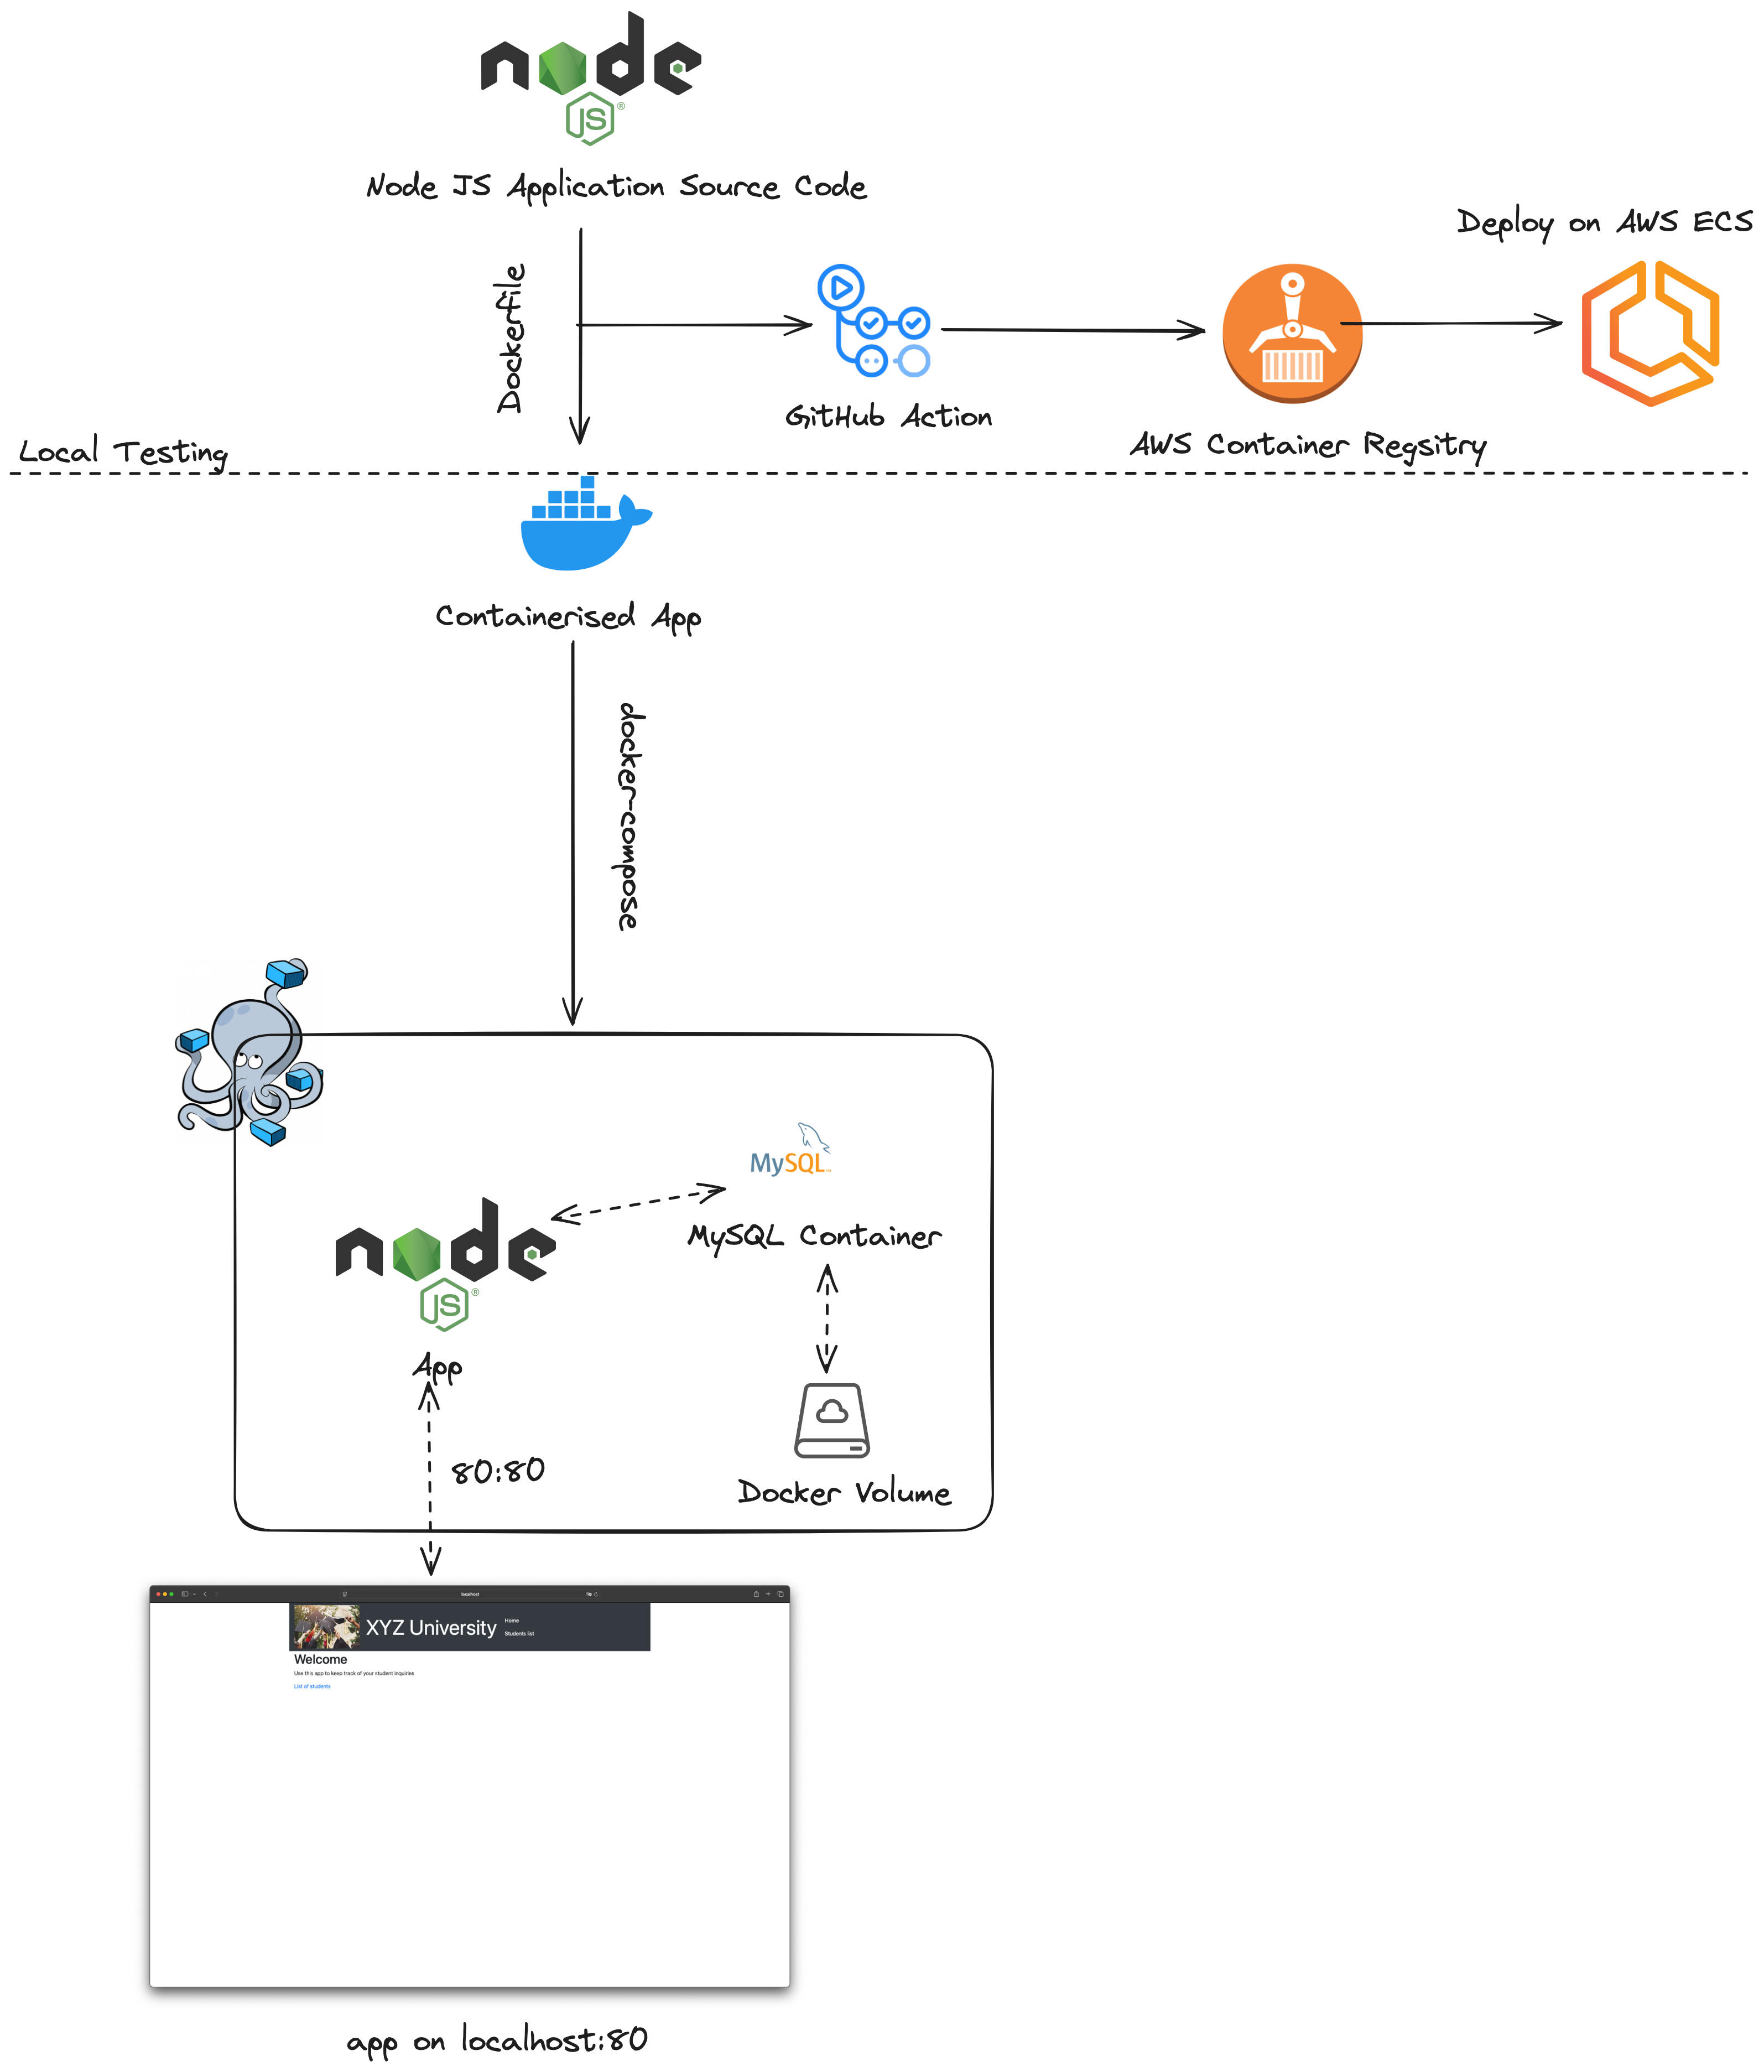 node
JS®
Node JS Application Source Code
Deploy on AWS ECS
Dockerfile
GitHub Action
AWS Container Regsitry
Local Testing
Containerised App
docker-compose
MySQL™
MySQL Container
node
JS®
App
80:80
Docker Volume
localhost
XYZ University
Home
Students list
Welcome
Use this app to keep track of your student inquiries
List of students
app on localhost:80